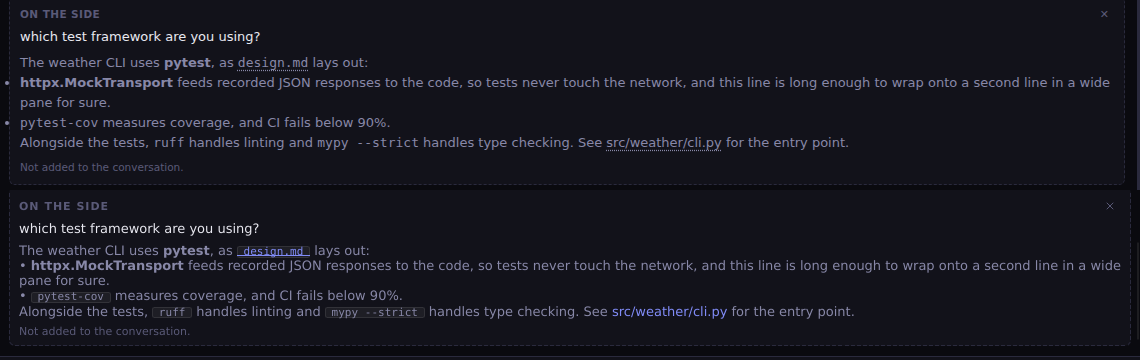 ON THE SIDE ×
which test framework are you using?
The weather CLI uses pytest, as design.md lays out:
• httpx.MockTransport feeds recorded JSON responses to the code, so tests never touch the network, and this line is long enough to wrap onto a second line in a wide
pane for sure.
• pytest-cov measures coverage, and CI fails below 90%.
Alongside the tests, ruff handles linting and mypy --strict handles type checking. See src/weather/cli.py for the entry point.
Not added to the conversation.
ON THE SIDE ×
which test framework are you using?
The weather CLI uses pytest, as design.md lays out:
• httpx.MockTransport feeds recorded JSON responses to the code, so tests never touch the network, and this line is long enough to wrap onto a second line in a wide
pane for sure.
• pytest-cov measures coverage, and CI fails below 90%.
Alongside the tests, ruff handles linting and mypy --strict handles type checking. See src/weather/cli.py for the entry point.
Not added to the conversation.